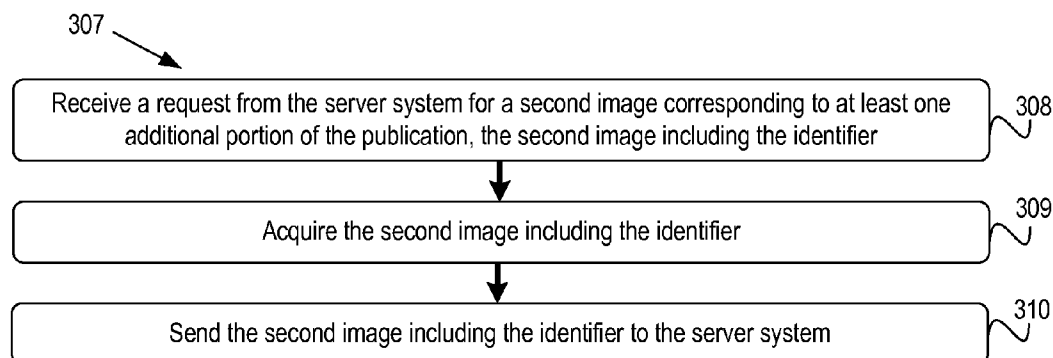 307
Receive a request from the server system for a second image corresponding to at least one
additional portion of the publication, the second image including the identifier
308
Acquire the second image including the identifier
309
Send the second image including the identifier to the server system
310